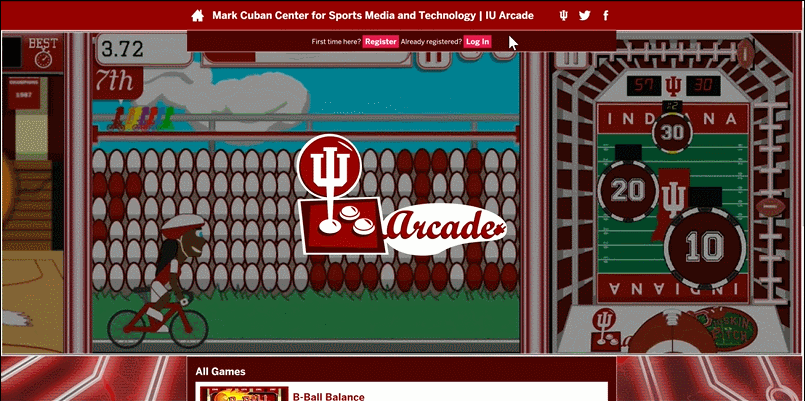 Mark Cuban Center for Sports Media and Technology | IU Arcade
First time here? Register Already registered? Log In
BEST
3.72
7th
1987
57 30
INDIANA
30
20
10
INDIANA
IU
Arcade
All Games
B-Ball Balance